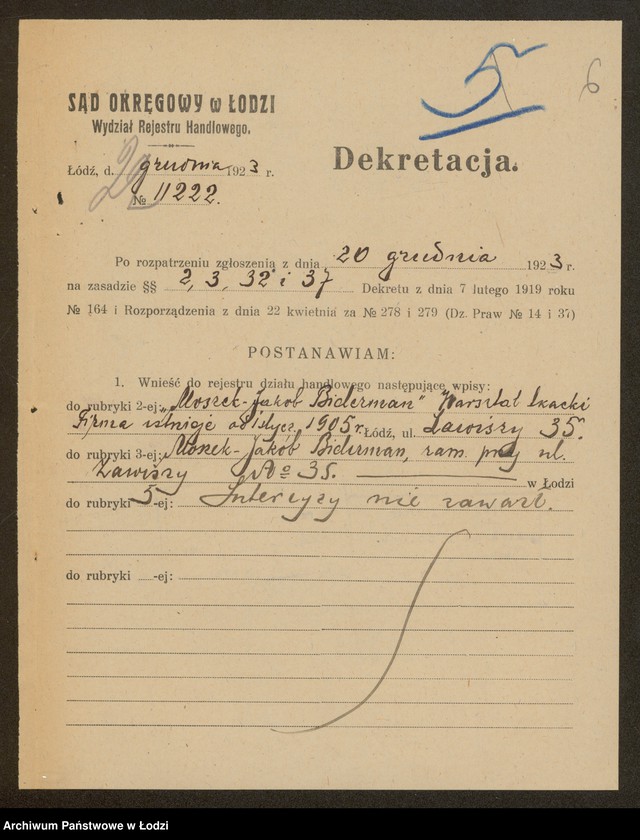 5
6
SĄD OKRĘGOWY w ŁODZI
Wydział Rejestru Handlowego.
Dekretacja.
Łódź, d. grudnia 1923 r.
№ 11222.
Po rozpatrzeniu zgłoszenia z dnia 20 grudnia 1923 r.
na zasadzie §§ 2, 3, 32 i 37 Dekretu z dnia 7 lutego 1919 roku
№ 164 i Rozporządzenia z dnia 22 kwietnia za № 278 i 279 (Dz. Praw № 14 i 37)
POSTANAWIAM:
1. Wnieść do rejestru działu handlowego następujące wpisy:
do rubryki 2-ej: „Moszek-Jakób Biderman" Warsztat tkacki
Firma istnieje od 1 stycz. 1905 r. Łódź, ul. Zawiszy 35.
do rubryki 3-ej: Moszek-Jakób Biderman, zam. przy ul.
Zawiszy № 35. w Łodzi
do rubryki 5-ej: Intercyzy nie zawarł.
do rubryki -ej:
Archiwum Państwowe w Łodzi